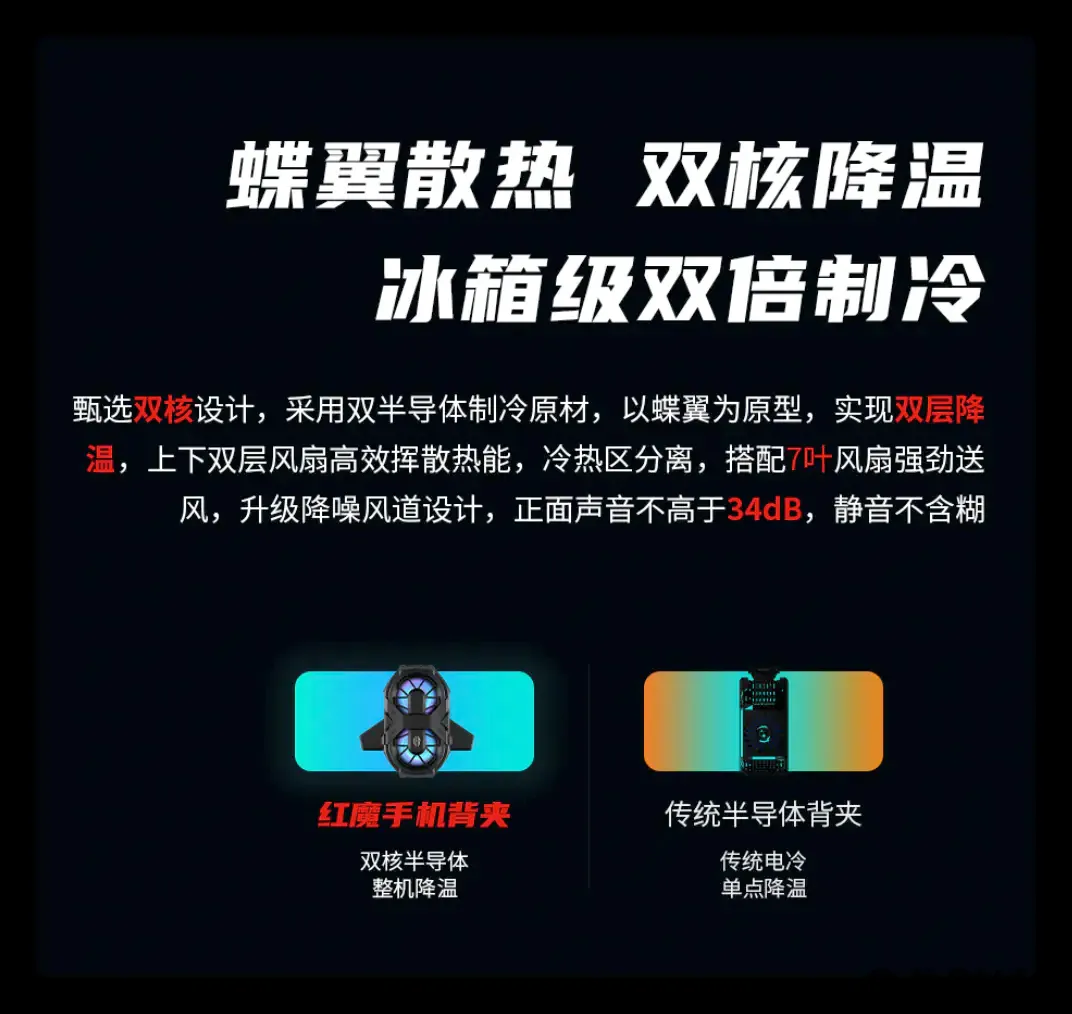 蝶翼散热 双核降温
冰箱级双倍制冷
甄选双核设计，采用双半导体制冷原材，以蝶翼为原型，实现双层降
温，上下双层风扇高效挥散热能，冷热区分离，搭配7叶风扇强劲送
风，升级降噪风道设计，正面声音不高于34dB，静音不含糊
红魔手机背夹
双核半导体
整机降温
传统半导体背夹
传统电冷
单点降温